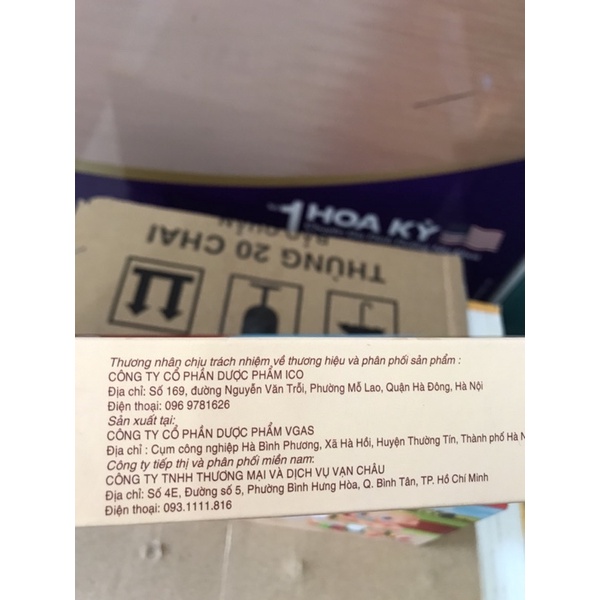 1 HOA KỲ
THÙNG 20 CHAI
BẢO QUẢN
Thương nhân chịu trách nhiệm về thương hiệu và phân phối sản phẩm :
CÔNG TY CỔ PHẦN DƯỢC PHẨM ICO
Địa chỉ: Số 169, đường Nguyễn Văn Trỗi, Phường Mỗ Lao, Quận Hà Đông, Hà Nội
Điện thoại: 096 9781626
Sản xuất tại:
CÔNG TY CỔ PHẦN DƯỢC PHẨM VGAS
Địa chỉ : Cụm công nghiệp Hà Bình Phương, Xã Hà Hồi, Huyện Thường Tín, Thành phố Hà N
Công ty tiếp thị và phân phối miền nam:
CÔNG TY TNHH THƯƠNG MẠI VÀ DỊCH VỤ VẠN CHÂU
Địa chỉ: Số 4E, Đường số 5, Phường Bình Hưng Hòa, Q. Bình Tân, TP. Hồ Chí Minh
Điện thoại: 093.1111.816